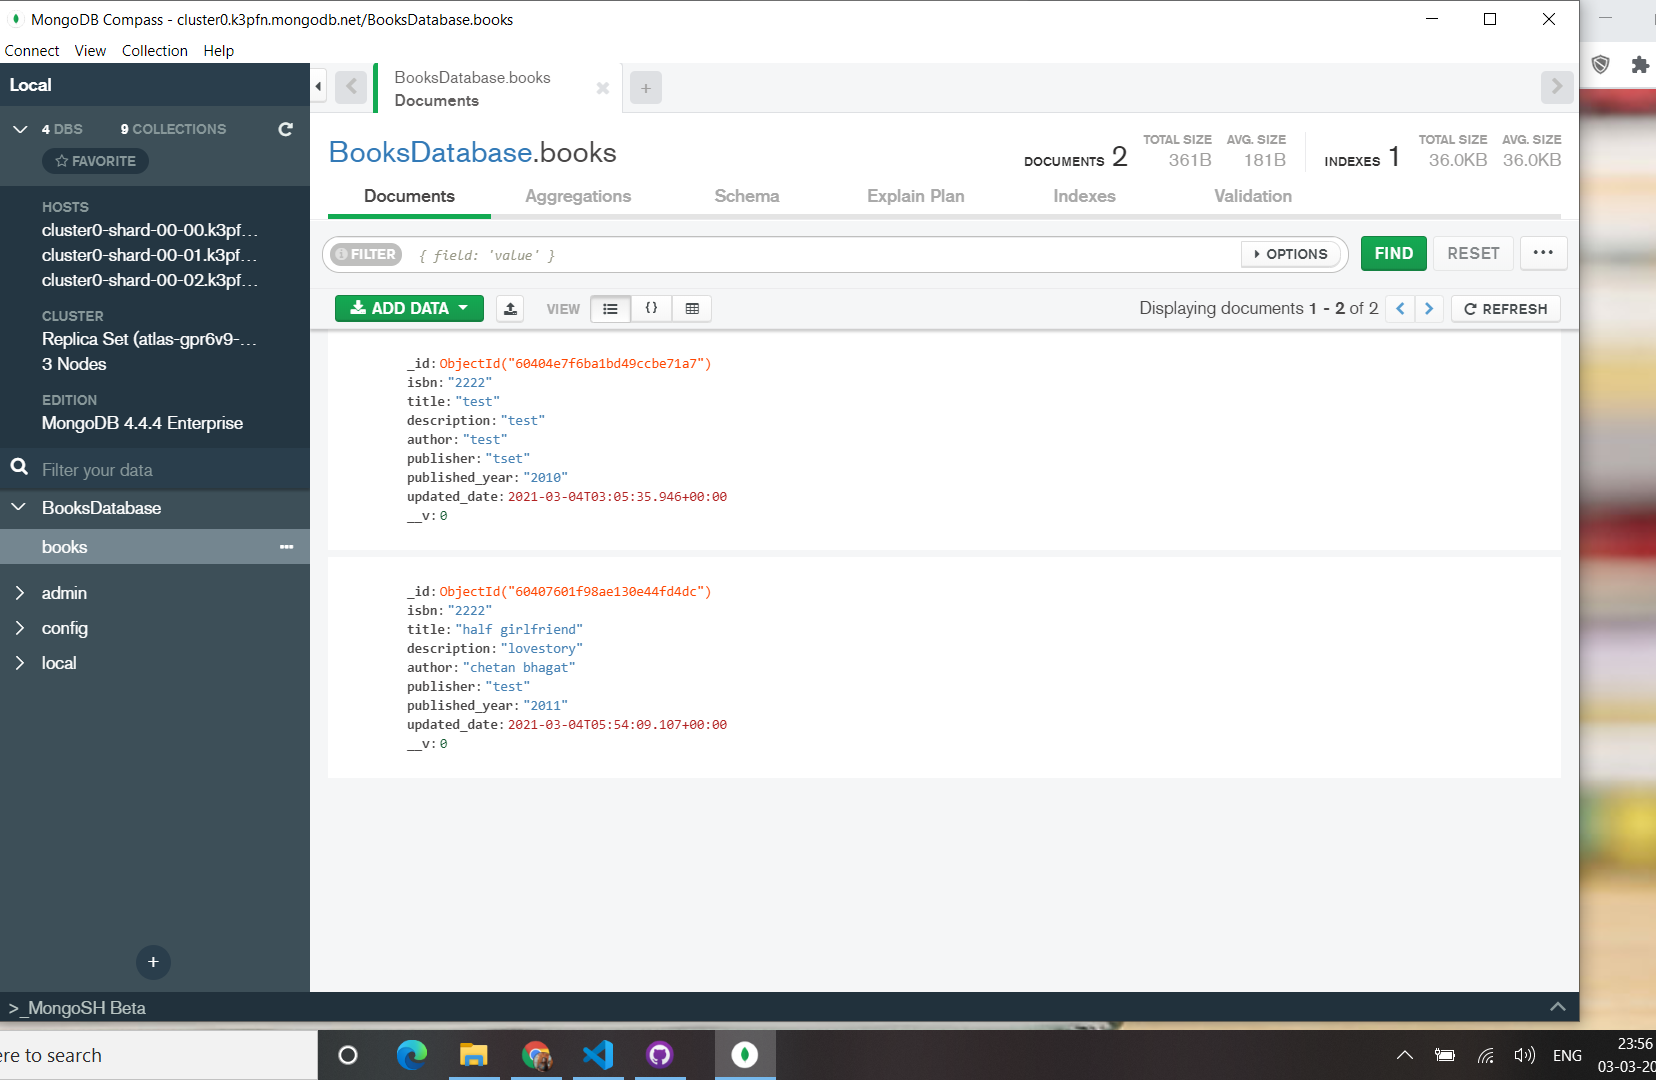 MongoDB Compass - cluster0.k3pfn.mongodb.net/BooksDatabase.books
Connect View Collection Help
Local
4 DBS 9 COLLECTIONS
FAVORITE
HOSTS
cluster0-shard-00-00.k3pf...
cluster0-shard-00-01.k3pf...
cluster0-shard-00-02.k3pf...
CLUSTER
Replica Set (atlas-gpr6v9-...
3 Nodes
EDITION
MongoDB 4.4.4 Enterprise
Filter your data
BooksDatabase
books
admin
config
local
BooksDatabase.books
Documents
BooksDatabase.books
DOCUMENTS 2 TOTAL SIZE 361B AVG. SIZE 181B INDEXES 1 TOTAL SIZE 36.0KB AVG. SIZE 36.0KB
Documents Aggregations Schema Explain Plan Indexes Validation
FILTER { field: 'value' } OPTIONS FIND RESET ...
ADD DATA VIEW {} Displaying documents 1 - 2 of 2 REFRESH
_id: ObjectId("60404e7f6ba1bd49ccbe71a7")
isbn: "2222"
title: "test"
description: "test"
author: "test"
publisher: "tset"
published_year: "2010"
updated_date: 2021-03-04T03:05:35.946+00:00
__v: 0
_id: ObjectId("60407601f98ae130e44fd4dc")
isbn: "2222"
title: "half girlfriend"
description: "lovestory"
author: "chetan bhagat"
publisher: "test"
published_year: "2011"
updated_date: 2021-03-04T05:54:09.107+00:00
__v: 0
>_MongoSH Beta
ere to search
ENG
23:56
03-03-20